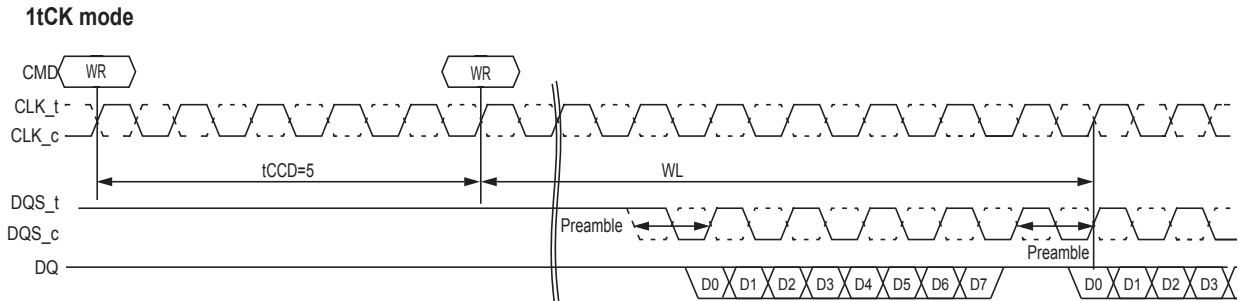 1tCK mode
CMD WR WR
CLK_t
CLK_c
tCCD=5 WL
DQS_t
Preamble
DQS_c
Preamble
DQ D0 D1 D2 D3 D4 D5 D6 D7 D0 D1 D2 D3